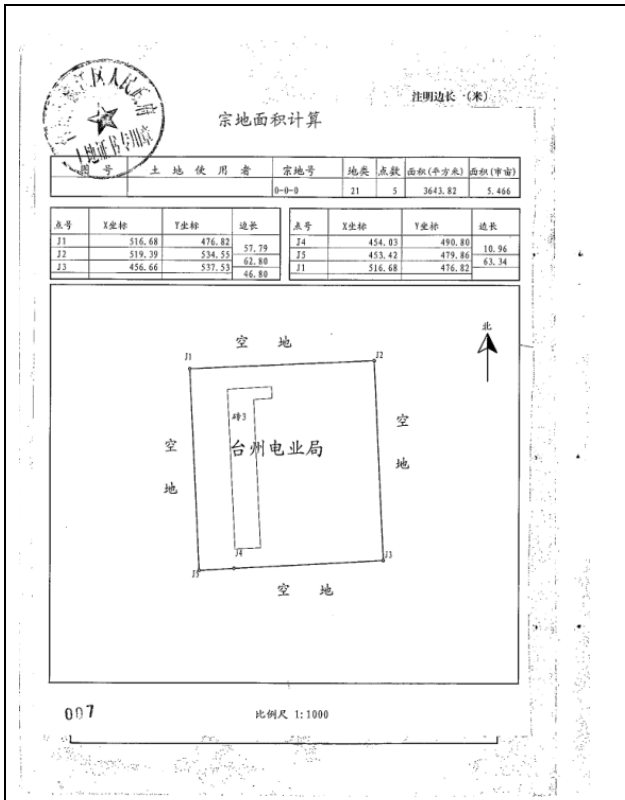 江区人民政府
土地证书专用章
注明边长 (米)
宗地面积计算
图 号 土 地 使 用 者 宗地号 地类 点数 面积(平方米) 面积(市亩)
0-0-0 21 5 3643.82 5.466
点号 X坐标 Y坐标 边长 点号 X坐标 Y坐标 边长
J1 516.68 476.82 57.79 J4 454.03 490.80 10.96
J2 519.39 534.55 62.80 J5 453.42 479.86 63.34
J3 456.66 537.53 46.80 J1 516.68 476.82
空 地
北
J1
J2
砖3
空 地
台州电业局
空 地
J4
J5
J3
空 地
007
比例尺 1:1000